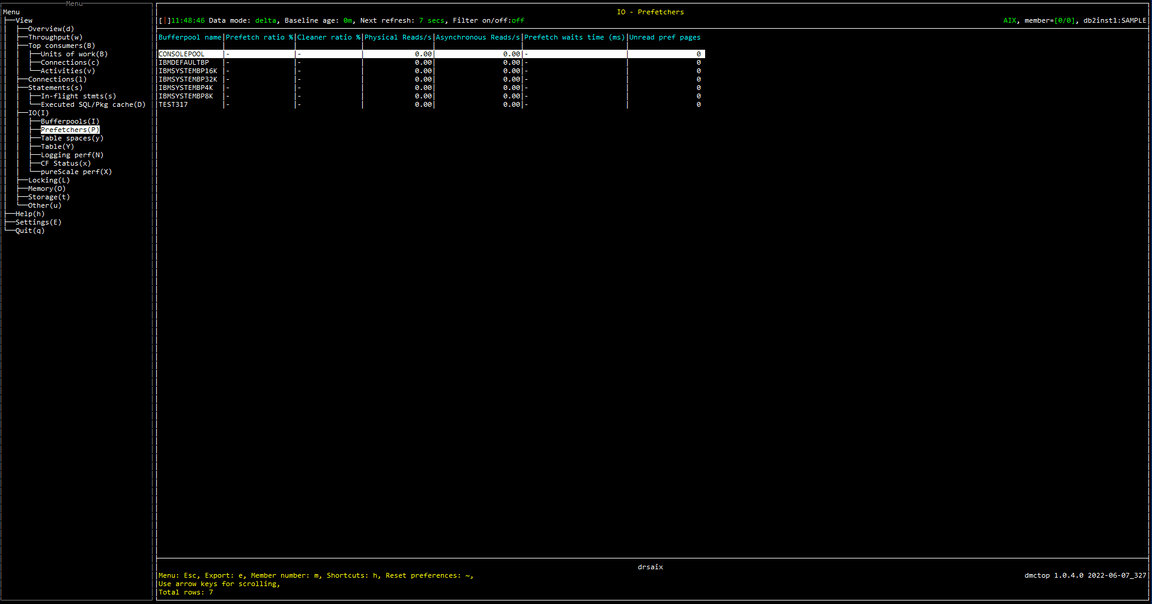 Menu
Menu
View
Overview(d)
Throughput(w)
Top consumers(B)
Units of work(B)
Connections(c)
Activities(v)
Connections(l)
Statements(s)
In-flight stmts(s)
Executed SQL/Pkg cache(D)
IO(I)
Bufferpools(I)
Prefetchers(P)
Table spaces(y)
Table(Y)
Logging perf(N)
CF Status(x)
pureScale perf(X)
Locking(L)
Memory(O)
Storage(t)
Other(u)
Help(h)
Settings(E)
Quit(q)
IO - Prefetchers
[|]11:48:46 Data mode: delta, Baseline age: 0m, Next refresh: 7 secs, Filter on/off:off AIX, member=[0/0], db2inst1:SAMPLE
Bufferpool name|Prefetch ratio %|Cleaner ratio %|Physical Reads/s|Asynchronous Reads/s|Prefetch waits time (ms)|Unread pref pages
CONSOLEPOOL |- |- | 0.00| 0.00|- | 0
IBMDEFAULTBP |- |- | 0.00| 0.00|- | 0
IBMSYSTEMBP16K |- |- | 0.00| 0.00|- | 0
IBMSYSTEMBP32K |- |- | 0.00| 0.00|- | 0
IBMSYSTEMBP4K |- |- | 0.00| 0.00|- | 0
IBMSYSTEMBP8K |- |- | 0.00| 0.00|- | 0
TEST317 |- |- | 0.00| 0.00|- | 0
drsaix
Menu: Esc, Export: e, Member number: m, Shortcuts: h, Reset preferences: ~, dmctop 1.0.4.0 2022-06-07_327
Use arrow keys for scrolling,
Total rows: 7